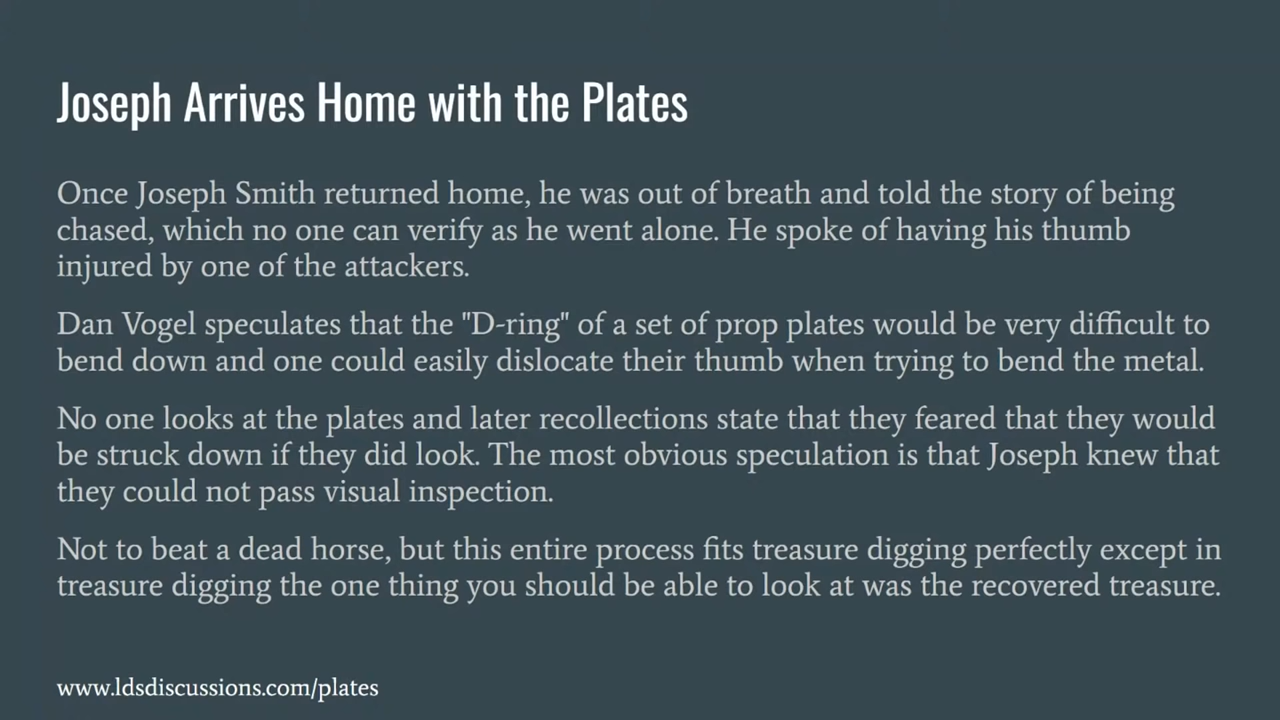 Joseph Arrives Home with the Plates
Once Joseph Smith returned home, he was out of breath and told the story of being
chased, which no one can verify as he went alone. He spoke of having his thumb
injured by one of the attackers.
Dan Vogel speculates that the "D-ring" of a set of prop plates would be very difficult to
bend down and one could easily dislocate their thumb when trying to bend the metal.
No one looks at the plates and later recollections state that they feared that they would
be struck down if they did look. The most obvious speculation is that Joseph knew that
they could not pass visual inspection.
Not to beat a dead horse, but this entire process fits treasure digging perfectly except in
treasure digging the one thing you should be able to look at was the recovered treasure.
www.ldsdiscussions.com/plates